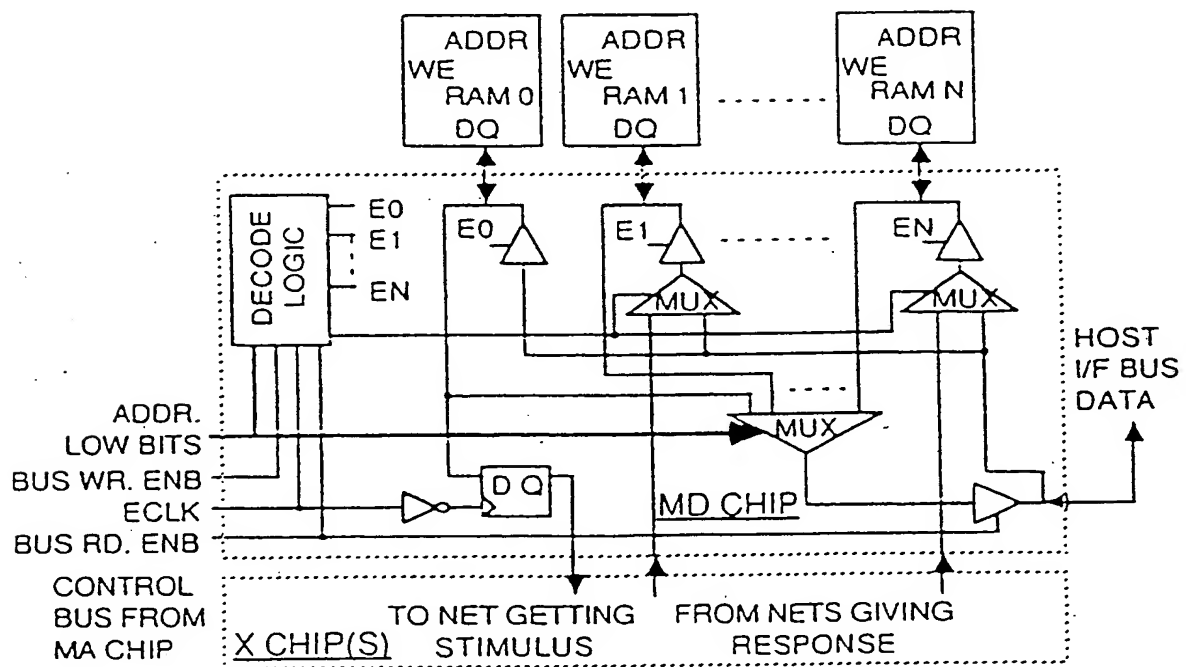 ADDR
WE
RAM 0
DQ
ADDR
WE
RAM 1
DQ
ADDR
WE
RAM N
DQ
DECODE
LOGIC
E0
E1
EN
E0
E1
EN
MUX
MUX
MUX
HOST
I/F BUS
DATA
ADDR.
LOW BITS
BUS WR. ENB
ECLK
BUS RD. ENB
D Q
MD CHIP
CONTROL
BUS FROM
MA CHIP
X CHIP(S)
TO NET GETTING
STIMULUS
FROM NETS GIVING
RESPONSE